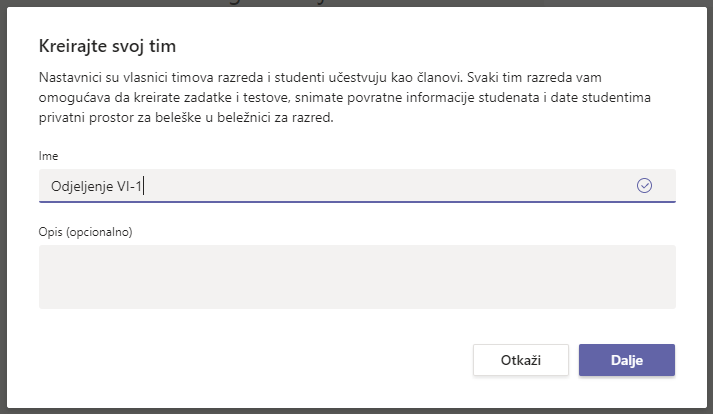 Kreirajte svoj tim
Nastavnici su vlasnici timova razreda i studenti učestvuju kao članovi. Svaki tim razreda vam
omogućava da kreirate zadatke i testove, snimate povratne informacije studenata i date studentima
privatni prostor za beleške u beležnici za razred.
Ime
Odjeljenje VI-1
Opis (opcionalno)
Otkaži
Dalje